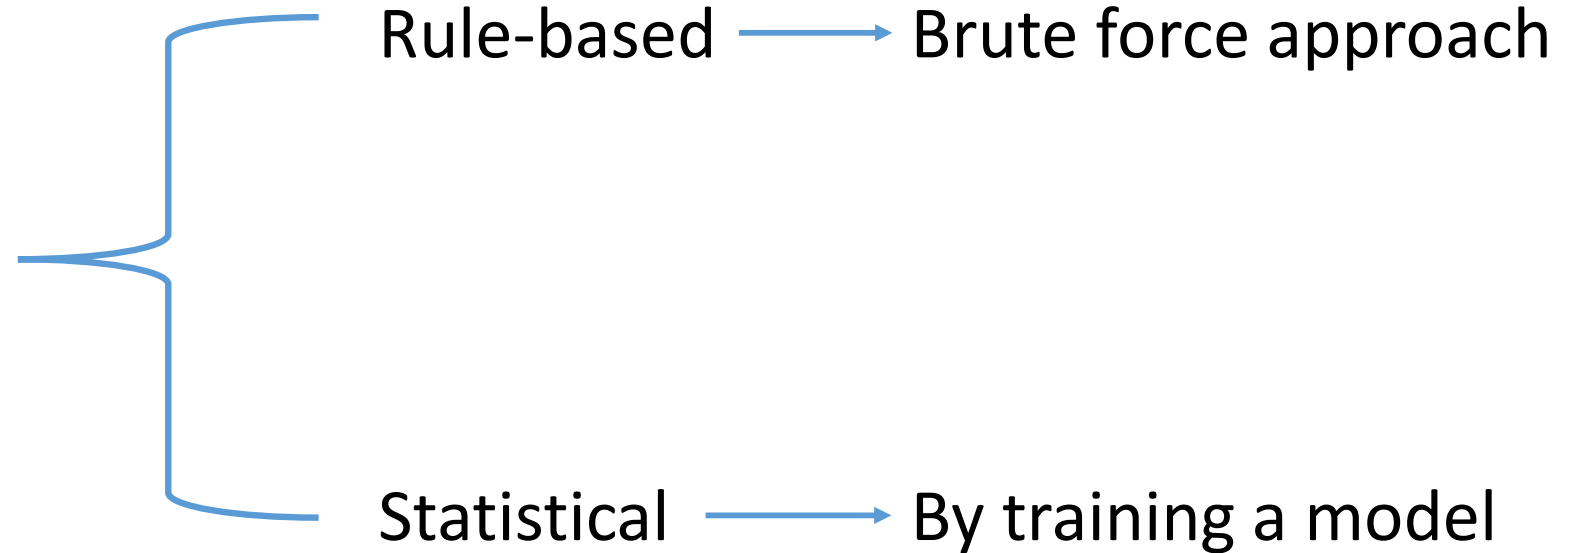 Rule-based Brute force approach
Statistical By training a model